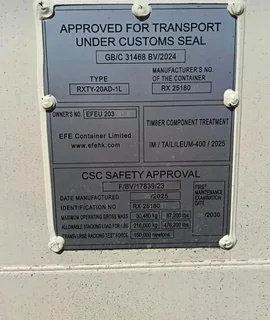 APPROVED FOR TRANSPORT
UNDER CUSTOMS SEAL
GB/C 31468 BV/2024
TYPE
RXTY-20AD-1L
MANUFACTURER'S NO.
OF THE CONTAINER
RX 25180
OWNER'S NO. EFEU 203
EFE Container Limited
www.efehk.com
TIMBER COMPONENT TREATMENT
IM / TAILILEUM-400 / 2025
CSC SAFETY APPROVAL
F/BV/17839/23
DATE MANUFACTURED /2025
IDENTIFICATION NO RX 25180
MAXIMUM OPERATING GROSS MASS 30,480 kg 67,200 lbs
ALLOWABLE STACKING LOAD FOR 1.8G 216,000 kg 476,200 lbs
TRANSVERSE RACKING TEST FORCE 150,000 newtons
FIRST
MAINTENANCE
EXAMINATION
DATE
/2030